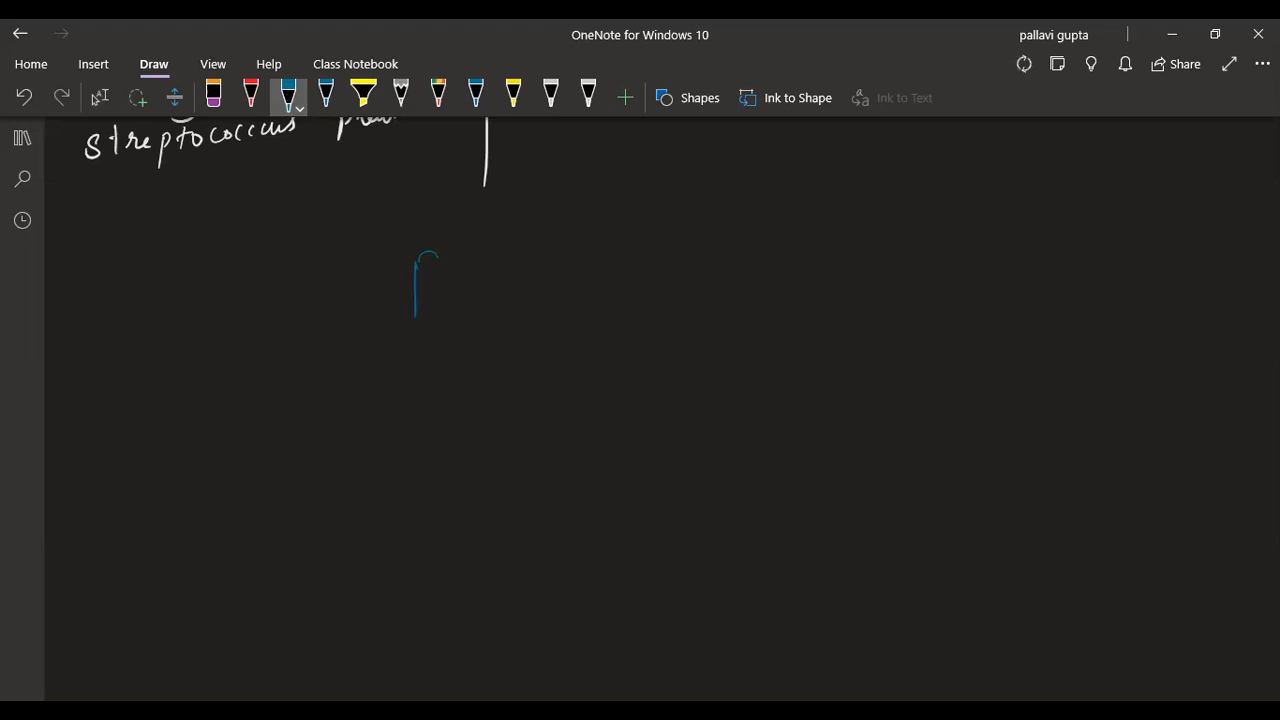 OneNote for Windows 10
pallavi gupta
Home Insert Draw View Help Class Notebook
Share
Shapes
Ink to Shape
Ink to Text
streptococcus